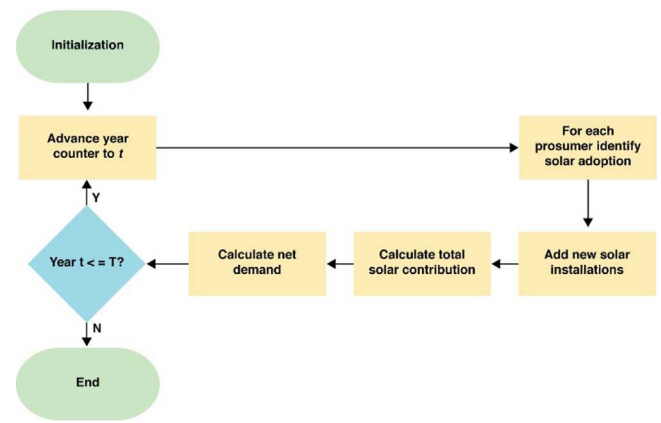 Initialization
Advance year
counter to t
For each
prosumer identify
solar adoption
Y
Year t < = T?
Calculate net
demand
Calculate total
solar contribution
Add new solar
installations
N
End